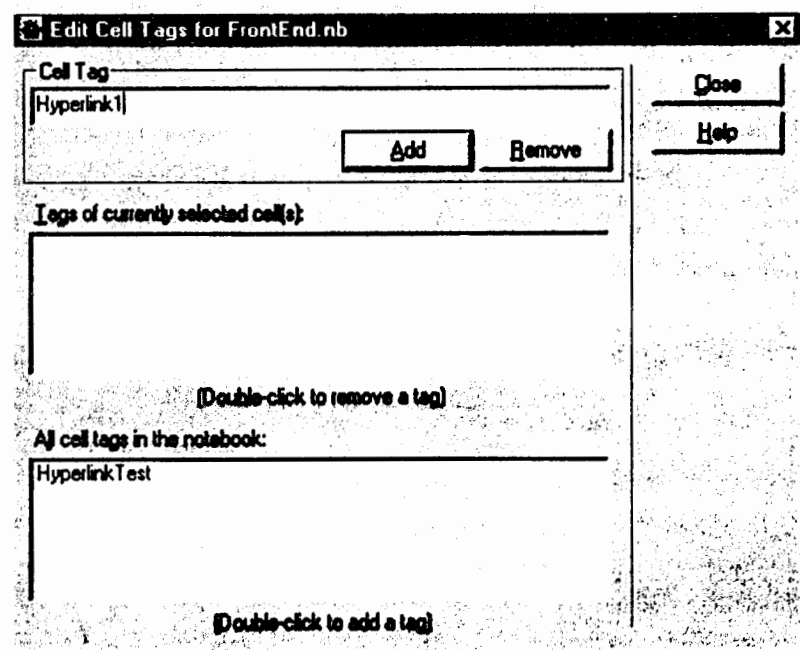 Edit Cell Tags for FrontEnd.nb
Cell Tag
Hyperlink1
Add Remove
Close
Help
Tags of currently selected cell(s):
(Double-click to remove a tag)
All cell tags in the notebook:
HyperlinkTest
(Double-click to add a tag)